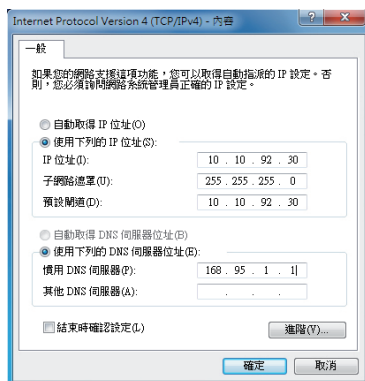 Internet Protocol Version 4 (TCP/IPv4) - 內容
一般
如果您的網路支援這項功能，您可以取得自動指派的 IP 設定。否
則，您必須詢問網路系統管理員正確的 IP 設定。
自動取得 IP 位址(O)
使用下列的 IP 位址(S):
IP 位址(I): 10 . 10 . 92 . 30
子網路遮罩(U): 255 . 255 . 255 . 0
預設閘道(D): 10 . 10 . 92 . 30
自動取得 DNS 伺服器位址(B)
使用下列的 DNS 伺服器位址(E):
慣用 DNS 伺服器(P): 168 . 95 . 1 . 1
其他 DNS 伺服器(A): . . .
結束時確認設定(L)
進階(V)...
確定 取消